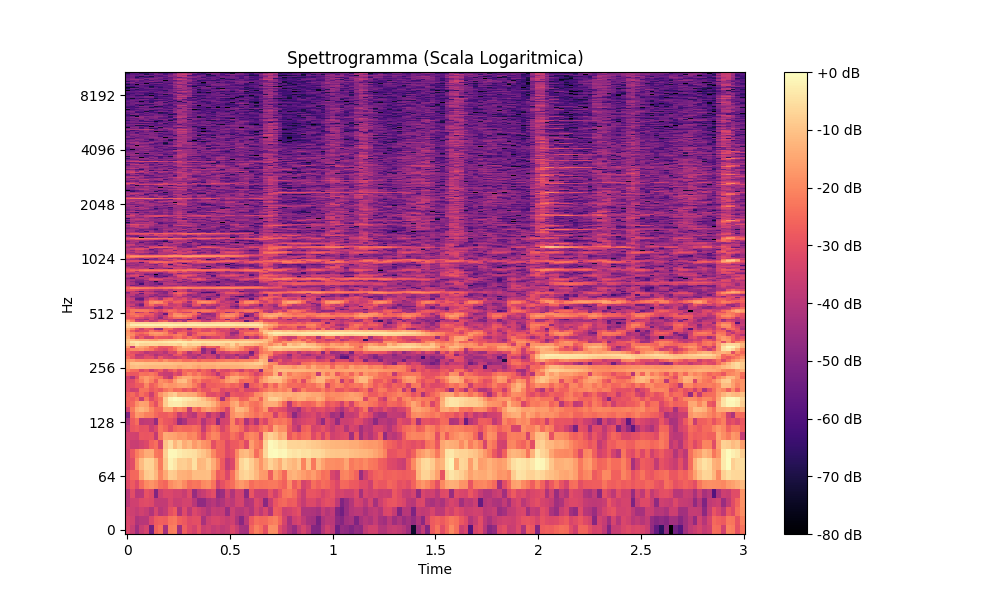 Spettrogramma (Scala Logaritmica)
Hz
8192
4096
2048
1024
512
256
128
64
0
0 0.5 1 1.5 2 2.5 3
Time
+0 dB
-10 dB
-20 dB
-30 dB
-40 dB
-50 dB
-60 dB
-70 dB
-80 dB